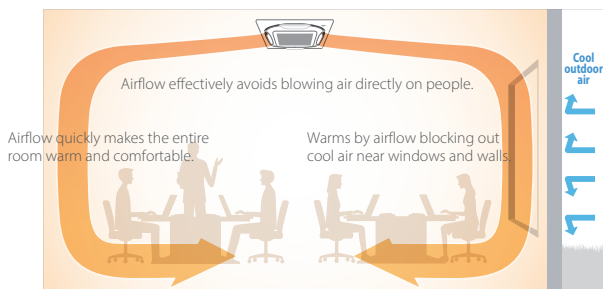 Airflow effectively avoids blowing air directly on people.
Airflow quickly makes the entire
room warm and comfortable.
Warms by airflow blocking out
cool air near windows and walls.
Cool
outdoor
air